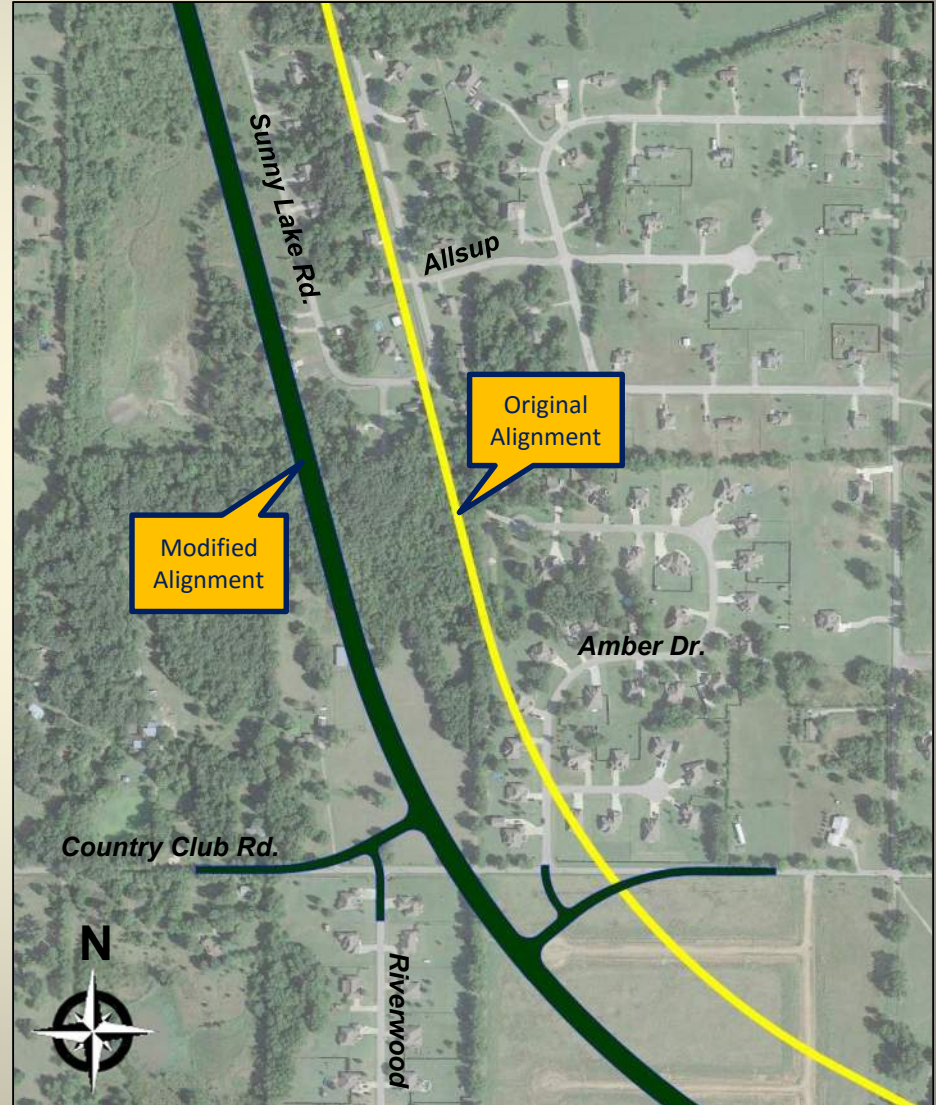 Sunny Lake Rd.
Allsup
Original
Alignment
Modified
Alignment
Amber Dr.
Country Club Rd.
N
Riverwood